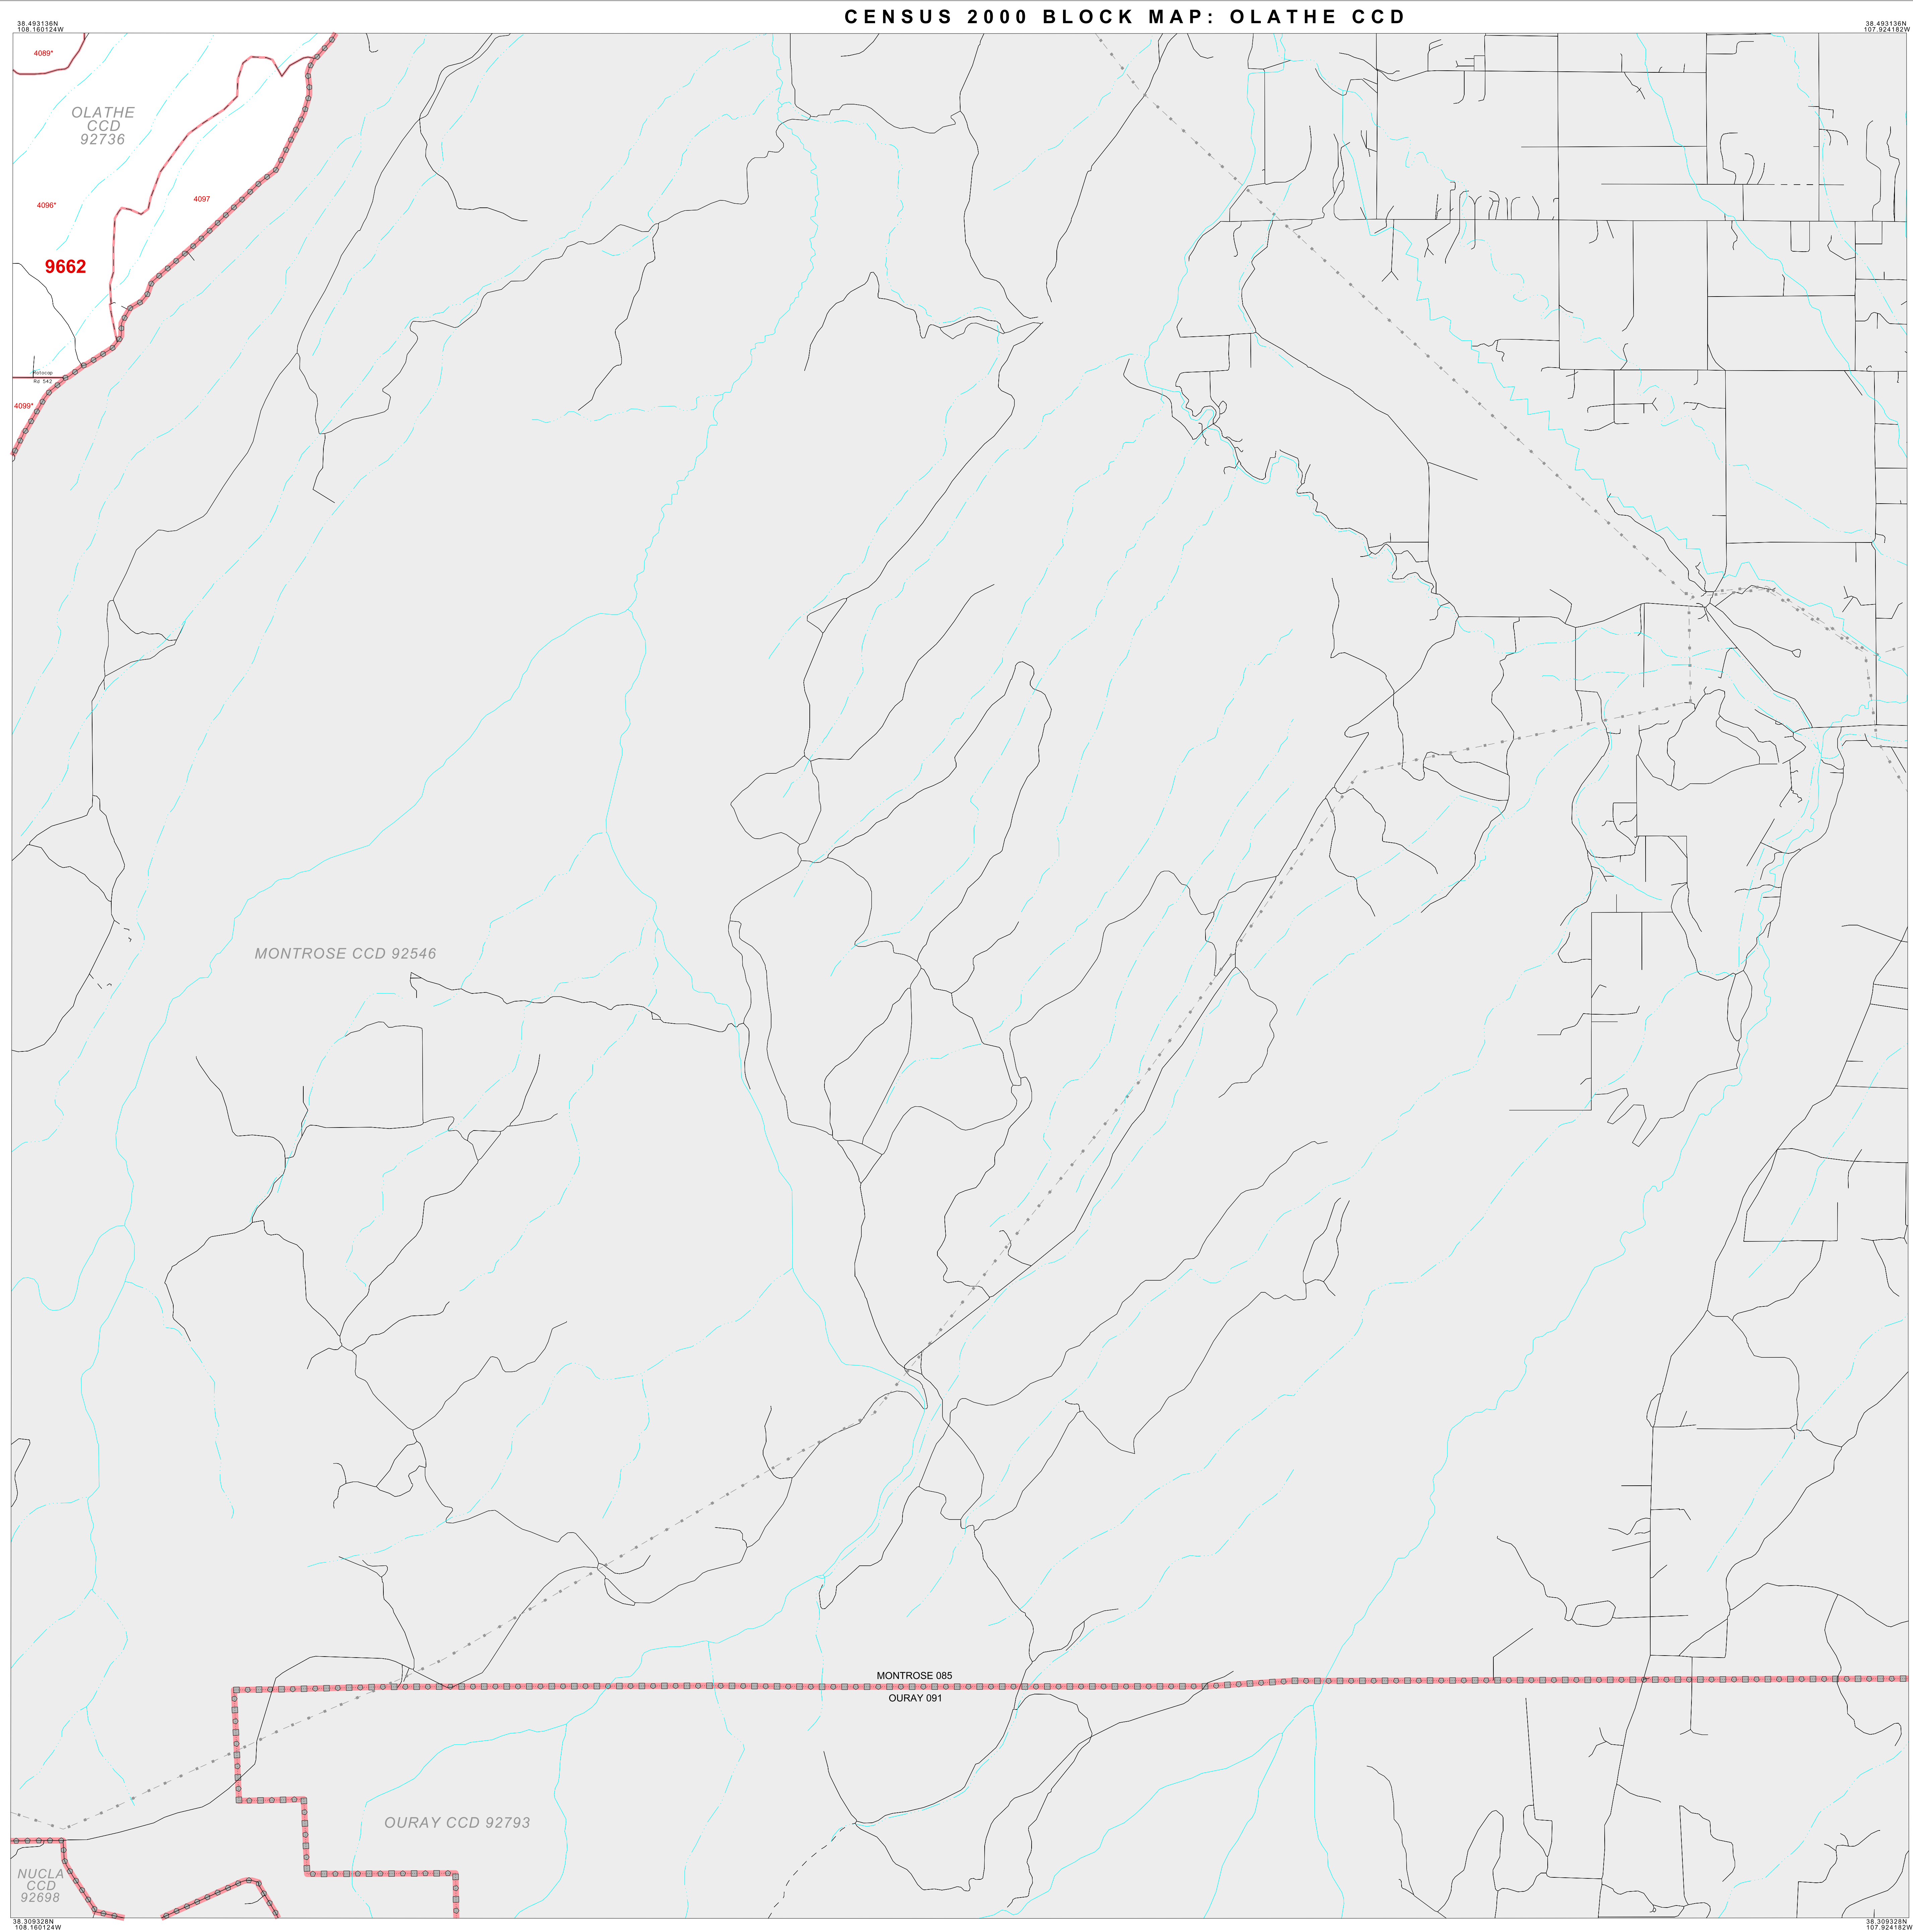 CENSUS 2000 BLOCK MAP: OLATHE CCD
38.493136N
108.160124W
38.493136N
107.924182W
4089*
OLATHE
CCD
92736
4096*
4097
9662
Rd 542
4099*
MONTROSE CCD 92546
MONTROSE 085
OURAY 091
OURAY CCD 92793
NUCLA
CCD
92698
38.309328N
108.160124W
38.309328N
107.924182W